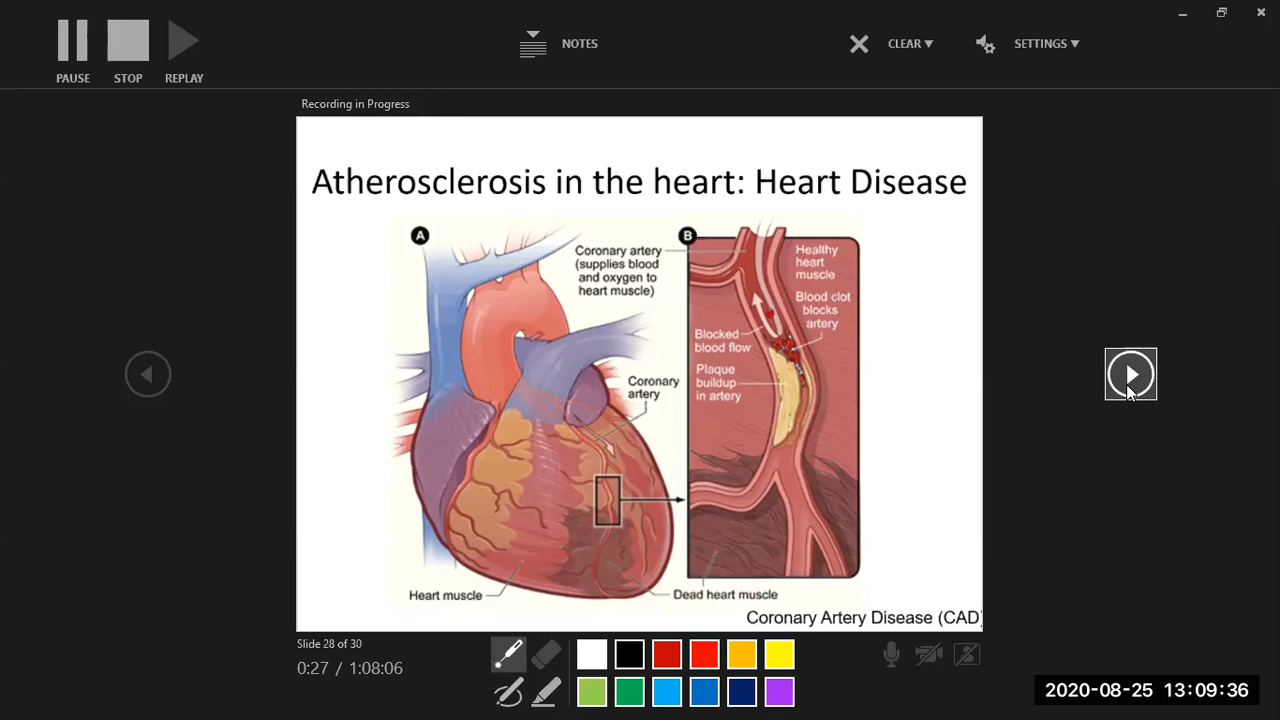 PAUSE
STOP
REPLAY
NOTES
CLEAR
SETTINGS
Recording in Progress
Atherosclerosis in the heart: Heart Disease
A
Coronary artery
(supplies blood
and oxygen to
heart muscle)
Coronary
artery
Heart muscle
Dead heart muscle
B
Healthy
heart
muscle
Blood clot
blocks
artery
Blocked
blood flow
Plaque
buildup
in artery
Coronary Artery Disease (CAD)
Slide 28 of 30
0:27 / 1:08:06
2020-08-25 13:09:36